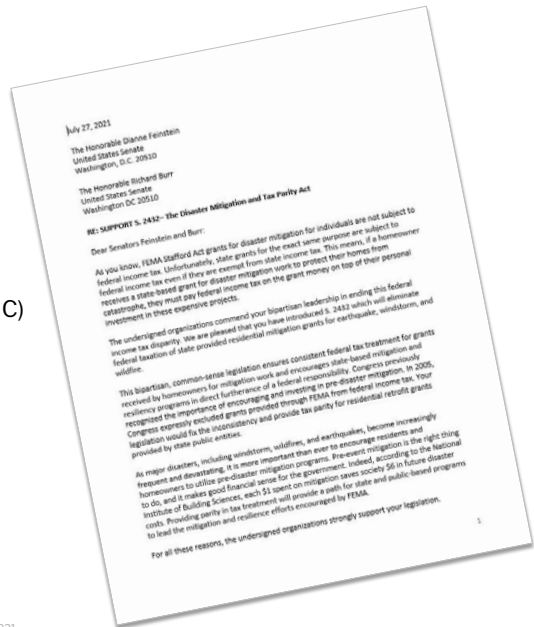 C)
July 27, 2021
The Honorable Dianne Feinstein
United States Senate
Washington, D.C. 20510
The Honorable Richard Burr
United States Senate
Washington DC 20510
RE: SUPPORT S. 2432– The Disaster Mitigation and Tax Parity Act
Dear Senators Feinstein and Burr:
As you know, FEMA Stafford Act grants for disaster mitigation for individuals are not subject to
federal income tax. Unfortunately, state grants for the exact same purpose are subject to
federal income tax even if they are exempt from state income tax. This means, if a homeowner
receives a state-based grant for disaster mitigation work to protect their homes from
catastrophe, they must pay federal income tax on the grant money on top of their personal
investment in these expensive projects.
The undersigned organizations commend your bipartisan leadership in ending this federal
income tax disparity. We are pleased that you have introduced S. 2432 which will eliminate
federal taxation of state provided residential mitigation grants for earthquake, windstorm, and
wildfire.
This bipartisan, common-sense legislation ensures consistent federal tax treatment for grants
received by homeowners for mitigation work and encourages state-based mitigation and
resiliency programs in direct furtherance of a federal responsibility. Congress previously
recognized the importance of encouraging and investing in pre-disaster mitigation. In 2005,
Congress expressly excluded grants provided through FEMA from federal income tax. Your
legislation would fix the inconsistency and provide tax parity for residential retrofit grants
provided by state public entities.
As major disasters, including windstorm, wildfires, and earthquakes, become increasingly
frequent and devastating, it is more important than ever to encourage residents and
homeowners to utilize pre-disaster mitigation programs. Pre-event mitigation is the right thing
to do, and it makes good financial sense for the government. Indeed, according to the National
Institute of Building Sciences, each $1 spent on mitigation saves society $6 in future disaster
costs. Providing parity in tax treatment will provide a path for state and public-based programs
to lead the mitigation and resilience efforts encouraged by FEMA.
For all these reasons, the undersigned organizations strongly support your legislation.
1